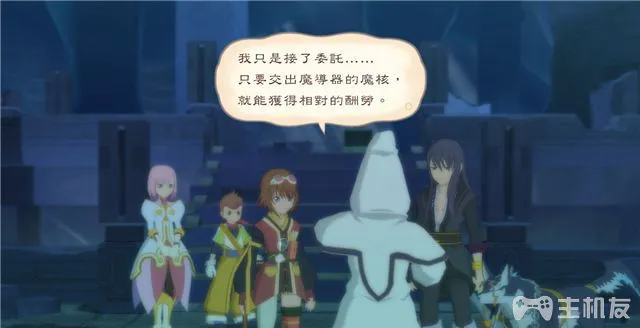 我只是接了委託……
只要交出魔導器的魔核，
就能獲得相對的酬勞。
主机友